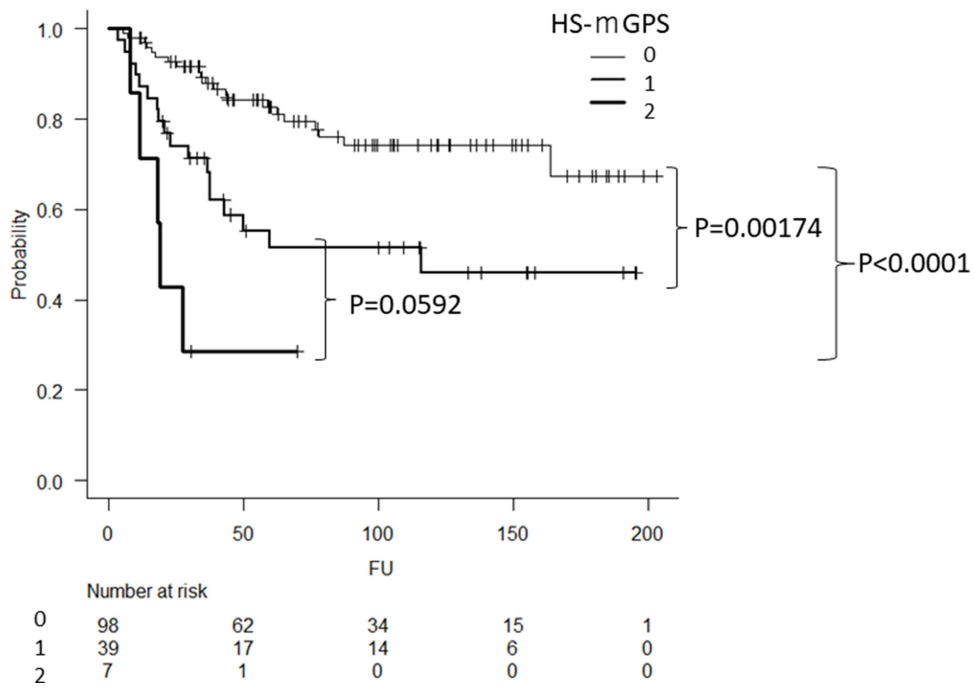 HS-mGPS
0
1
2
1.0
0.8
0.6
0.4
0.2
0.0
Probability
P=0.00174
P<0.0001
P=0.0592
0 50 100 150 200
FU
Number at risk
0 98 62 34 15 1
1 39 17 14 6 0
2 7 1 0 0 0